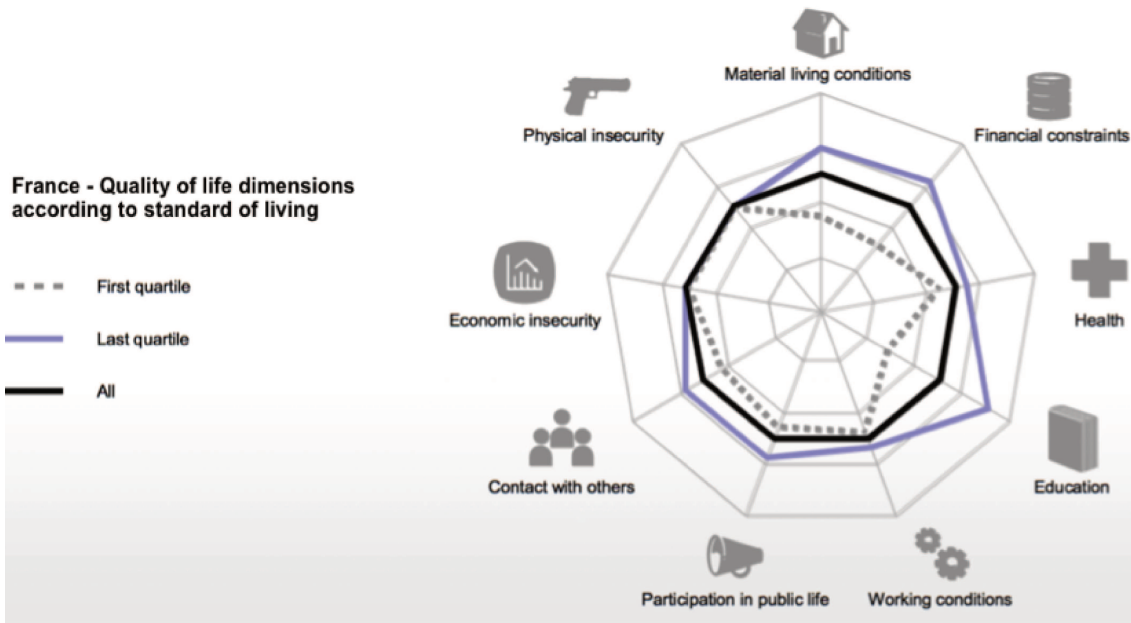 Material living conditions
Physical insecurity
Financial constraints
France - Quality of life dimensions
according to standard of living
First quartile
Last quartile
All
Economic insecurity
Health
Contact with others
Education
Participation in public life
Working conditions